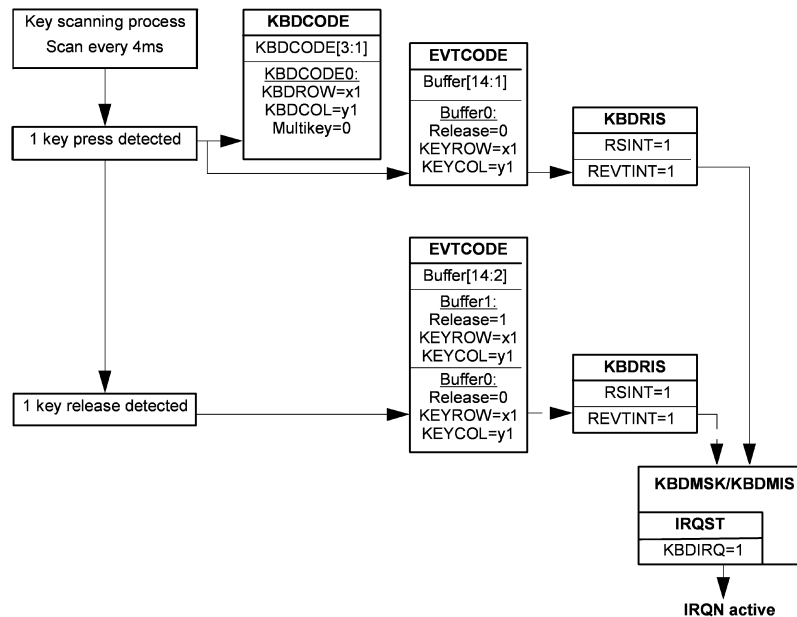 Key scanning process
Scan every 4ms
1 key press detected
KBDCODE
KBDCODE[3:1]
KBDCODE0:
KBDROW=x1
KBDCOL=y1
Multikey=0
EVTCODE
Buffer[14:1]
Buffer0:
Release=0
KEYROW=x1
KEYCOL=y1
KBDRIS
RSINT=1
REVTINT=1
1 key release detected
EVTCODE
Buffer[14:2]
Buffer1:
Release=1
KEYROW=x1
KEYCOL=y1
Buffer0:
Release=0
KEYROW=x1
KEYCOL=y1
KBDRIS
RSINT=1
REVTINT=1
KBDMSK/KBDMIS
IRQST
KBDIRQ=1
IRQN active